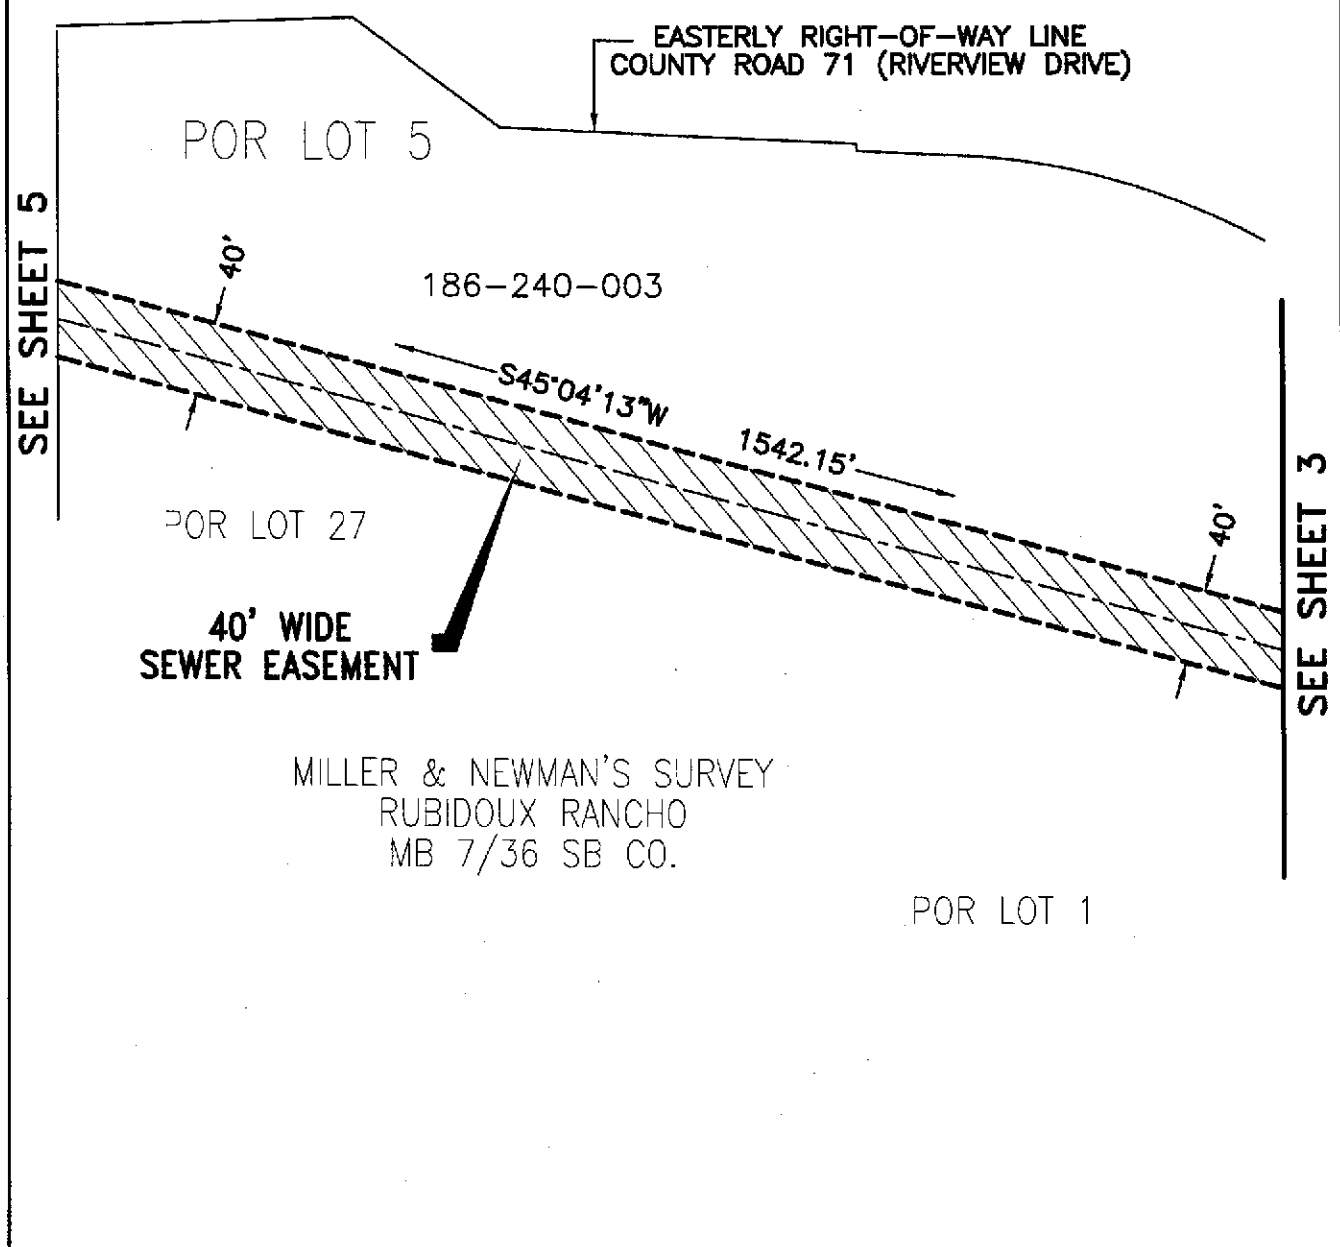 EASTERLY RIGHT-OF-WAY LINE
COUNTY ROAD 71 (RIVERVIEW DRIVE)
POR LOT 5
SEE SHEET 5
40'
186-240-003
S45°04'13"W
1542.15'
40'
SEE SHEET 3
POR LOT 27
40' WIDE
SEWER EASEMENT
MILLER & NEWMAN'S SURVEY
RUBIDOUX RANCHO
MB 7/36 SB CO.
POR LOT 1